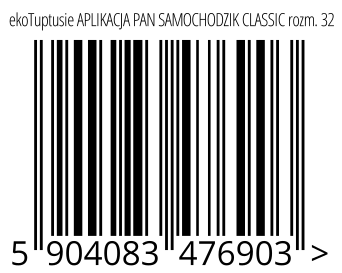 ekoTuptusie APLIKACJA PAN SAMOCHODZIK CLASSIC rozm. 32
5 904083 476903 >